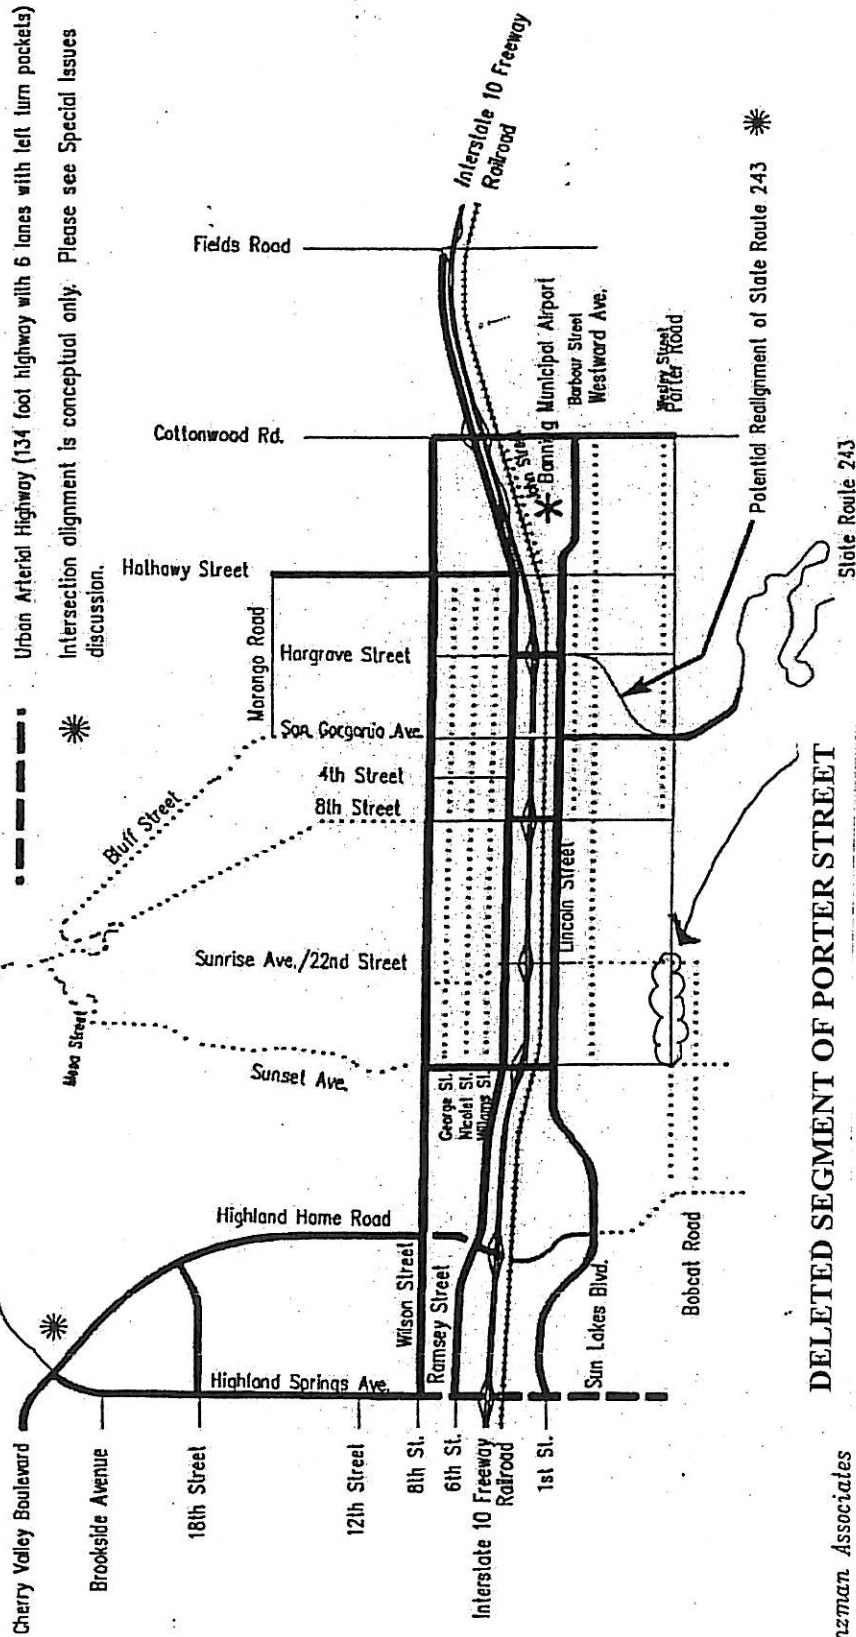 Urban Arterial Highway (134 foot highway with 6 lanes with left turn pockets)
Intersection alignment is conceptual only. Please see Special Issues
discussion.
Cherry Valley Boulevard
Brookside Avenue
18th Street
12th Street
8th St.
6th St.
Interstate 10 Freeway
Railroad
1st St.
Highland Springs Ave.
Highland Home Road
Wilson Street
Ramsey Street
Sun Lakes Blvd.
Bobcat Road
Mesa Street
Sunset Ave.
George St.
Nicolet St.
Williams St.
Sunrise Ave./22nd Street
Bluff Street
8th Street
4th Street
San Gorgonio Ave.
Morongo Road
Hargrave Street
Hathawy Street
Cottonwood Rd.
Fields Road
Lincoln Street
Interstate 10 Freeway
Railroad
John Street
Banning Municipal Airport
Barbour Street
Westward Ave.
Wesley Street
Porter Road
Potential Realignment of State Route 243
State Route 243
DELETED SEGMENT OF PORTER STREET
Associates